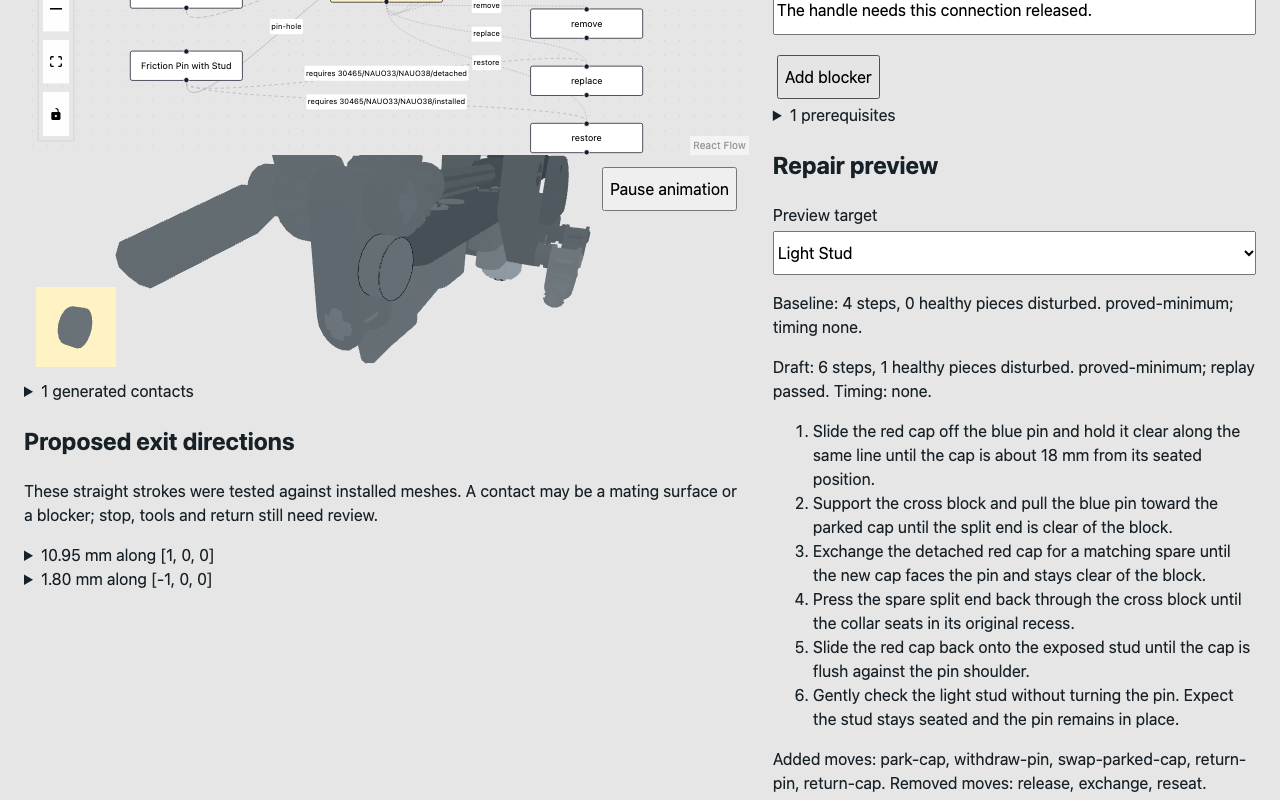 remove
remove
pin-hole
replace
Friction Pin with Stud
restore
requires 30465/NAUO33/NAUO38/detached
replace
requires 30465/NAUO33/NAUO38/installed
restore
React Flow
Pause animation
1 generated contacts
Proposed exit directions
These straight strokes were tested against installed meshes. A contact may be a mating surface or
a blocker; stop, tools and return still need review.
10.95 mm along [1, 0, 0]
1.80 mm along [-1, 0, 0]
The handle needs this connection released.
Add blocker
1 prerequisites
Repair preview
Preview target
Light Stud
Baseline: 4 steps, 0 healthy pieces disturbed. proved-minimum;
timing none.
Draft: 6 steps, 1 healthy pieces disturbed. proved-minimum; replay
passed. Timing: none.
1. Slide the red cap off the blue pin and hold it clear along the
same line until the cap is about 18 mm from its seated
position.
2. Support the cross block and pull the blue pin toward the
parked cap until the split end is clear of the block.
3. Exchange the detached red cap for a matching spare until
the new cap faces the pin and stays clear of the block.
4. Press the spare split end back through the cross block until
the collar seats in its original recess.
5. Slide the red cap back onto the exposed stud until the cap is
flush against the pin shoulder.
6. Gently check the light stud without turning the pin. Expect
the stud stays seated and the pin remains in place.
Added moves: park-cap, withdraw-pin, swap-parked-cap, return-
pin, return-cap. Removed moves: release, exchange, reseat.